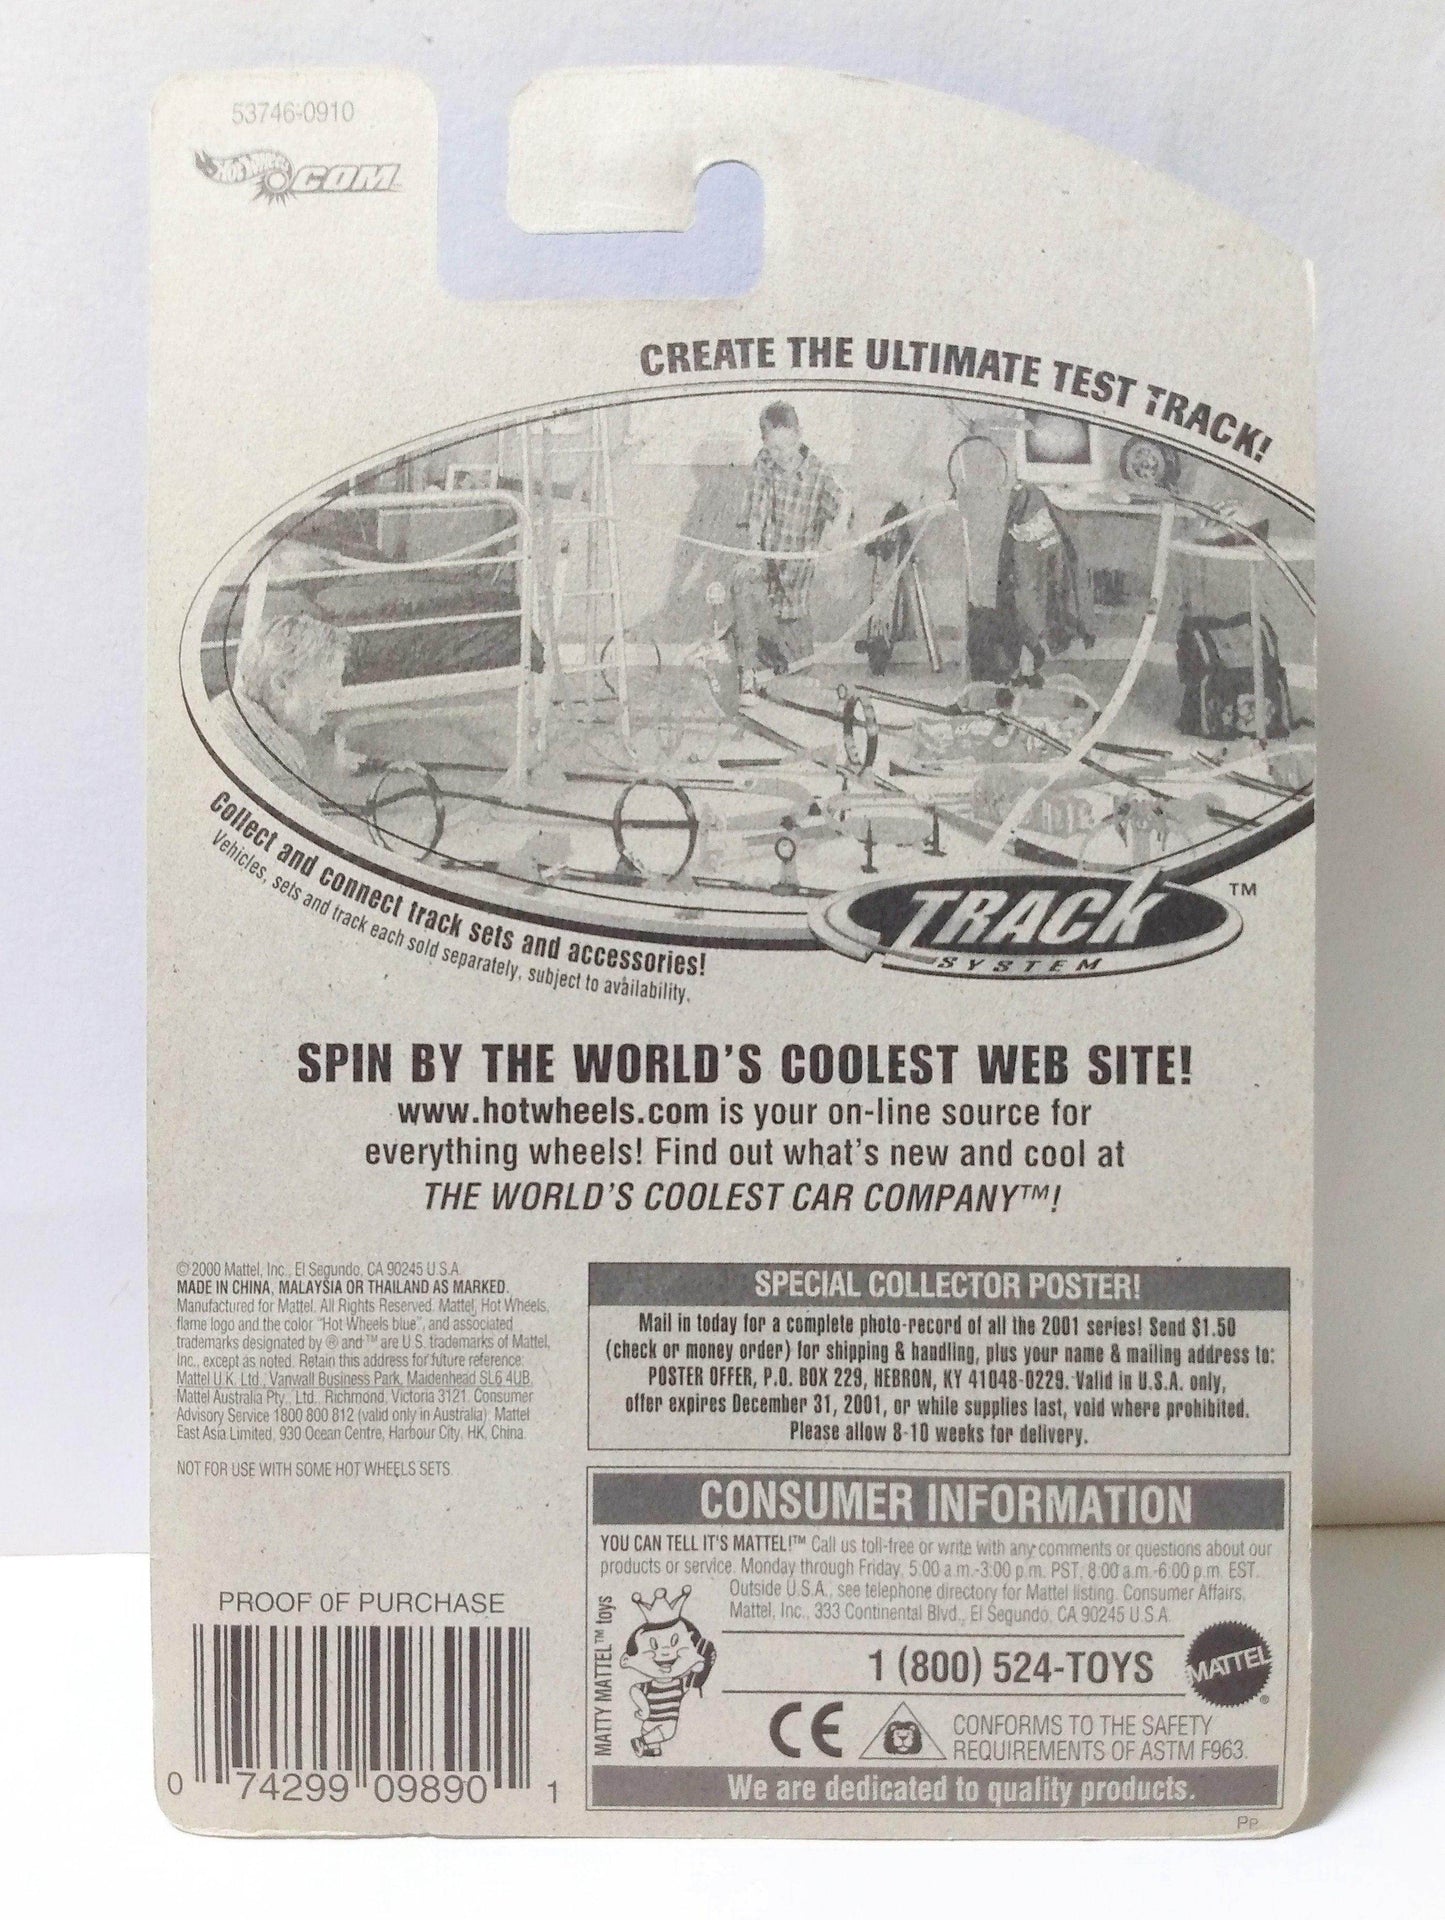 53746-0910
HOT WHEELS .COM
CREATE THE ULTIMATE TEST TRACK!
Collect and connect track sets and accessories!
Vehicles, sets and track each sold separately, subject to availability.
TRACK TM
SYSTEM
SPIN BY THE WORLD'S COOLEST WEB SITE!
www.hotwheels.com is your on-line source for
everything wheels! Find out what's new and cool at
THE WORLD'S COOLEST CAR COMPANY™!
©2000 Mattel, Inc., El Segundo, CA 90245 U.S.A.
MADE IN CHINA, MALAYSIA OR THAILAND AS MARKED.
Manufactured for Mattel. All Rights Reserved. Mattel, Hot Wheels,
flame logo and the color "Hot Wheels blue", and associated
trademarks designated by ® and ™ are U.S. trademarks of Mattel,
Inc., except as noted. Retain this address for future reference:
Mattel U.K. Ltd., Vanwall Business Park, Maidenhead SL6 4UB.
Mattel Australia Pty., Ltd., Richmond, Victoria 3121. Consumer
Advisory Service 1800 800 812 (valid only in Australia). Mattel
East Asia Limited, 930 Ocean Centre, Harbour City, HK, China.
NOT FOR USE WITH SOME HOT WHEELS SETS.
SPECIAL COLLECTOR POSTER!
Mail in today for a complete photo-record of all the 2001 series! Send $1.50
(check or money order) for shipping & handling, plus your name & mailing address to:
POSTER OFFER, P.O. BOX 229, HEBRON, KY 41048-0229. Valid in U.S.A. only,
offer expires December 31, 2001, or while supplies last, void where prohibited.
Please allow 8-10 weeks for delivery.
CONSUMER INFORMATION
YOU CAN TELL IT'S MATTEL!™ Call us toll-free or write with any comments or questions about our
products or service. Monday through Friday, 5:00 a.m.-3:00 p.m. PST, 8:00 a.m.-6:00 p.m. EST.
Outside U.S.A., see telephone directory for Mattel listing. Consumer Affairs,
Mattel, Inc., 333 Continental Blvd., El Segundo, CA 90245 U.S.A.
MATTY MATTEL™ toys
1 (800) 524-TOYS
MATTEL ®
CE
CONFORMS TO THE SAFETY
REQUIREMENTS OF ASTM F963.
We are dedicated to quality products.
PROOF OF PURCHASE
0 74299 09890 1
PP